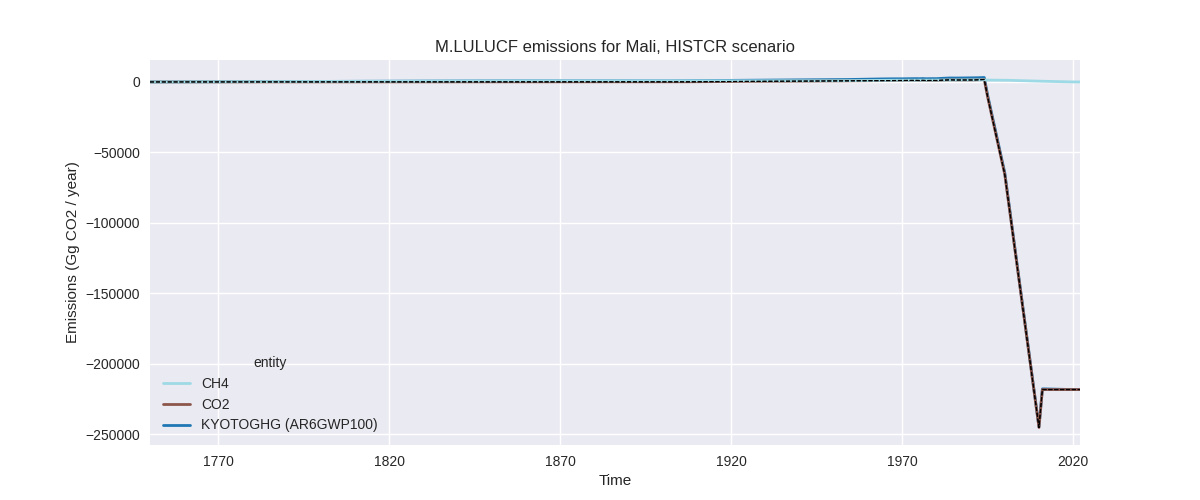 M.LULUCF emissions for Mali, HISTCR scenario
Emissions (Gg CO2 / year)
0
−50000
−100000
−150000
−200000
−250000
entity
CH4
CO2
KYOTOGHG (AR6GWP100)
1770 1820 1870 1920 1970 2020
Time